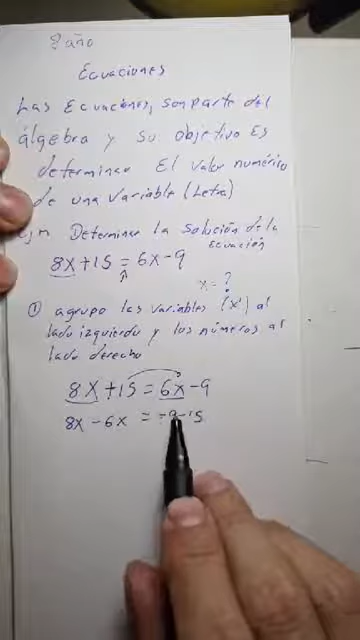 8 año
Ecuaciones
Las Ecuaciones, son parte del
álgebra y su objetivo Es
determinar El valor numérico
de una variable (Letra)
Ejm Determinar la solución de la
Ecuación
8x + 15 = 6x - 9
x = ?
① agrupo las variables (x) al
lado izquierdo y los números al
lado derecho
8x + 15 = 6x - 9
8x - 6x = -9 - 15